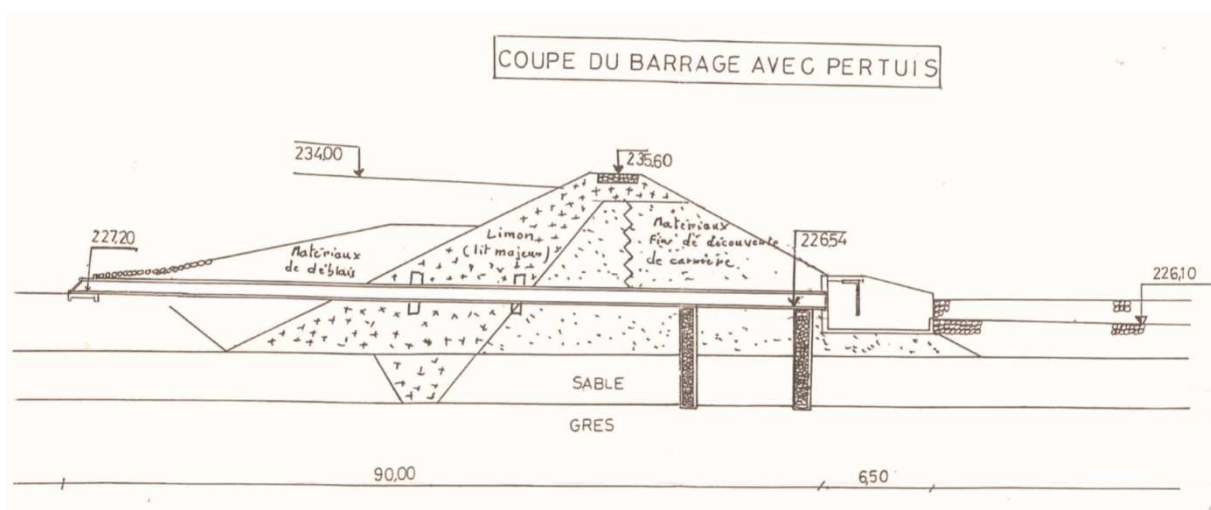 COUPE DU BARRAGE AVEC PERTUIS
234,00
235,60
227,20
Matériaux
de déblais
Limon
(lit majeur)
Matériaux
Fins de découverte
de carrière
226,54
226,10
SABLE
GRES
90,00
6,50